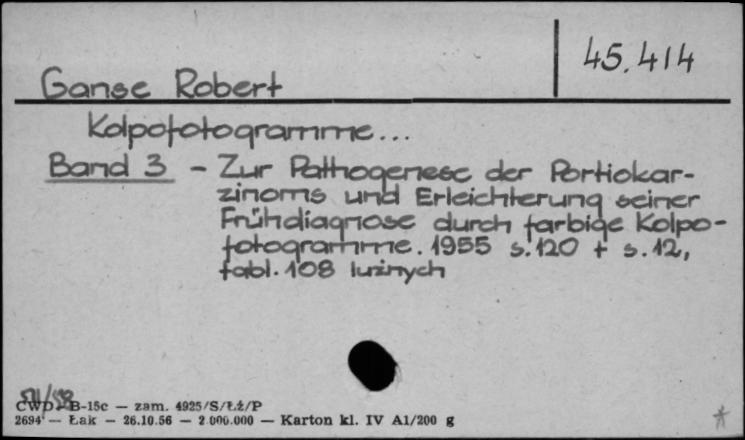 45.414
Ganse Robert
Kolpofotogramme...
Band 3 - Zur Pathogenese der Portiokar-
zinoms und Erleichterung seiner
Frühdiagnose durch farbige Kolpo-
fotogramme. 1955 s. 120 + s. 12,
tabl. 108 luźnych
CWD - B-15c — zam. 4925/S/Łż/P
2694 — Łak — 26.10.56 — 2.000.000 — Karton kl. IV A1/200 g